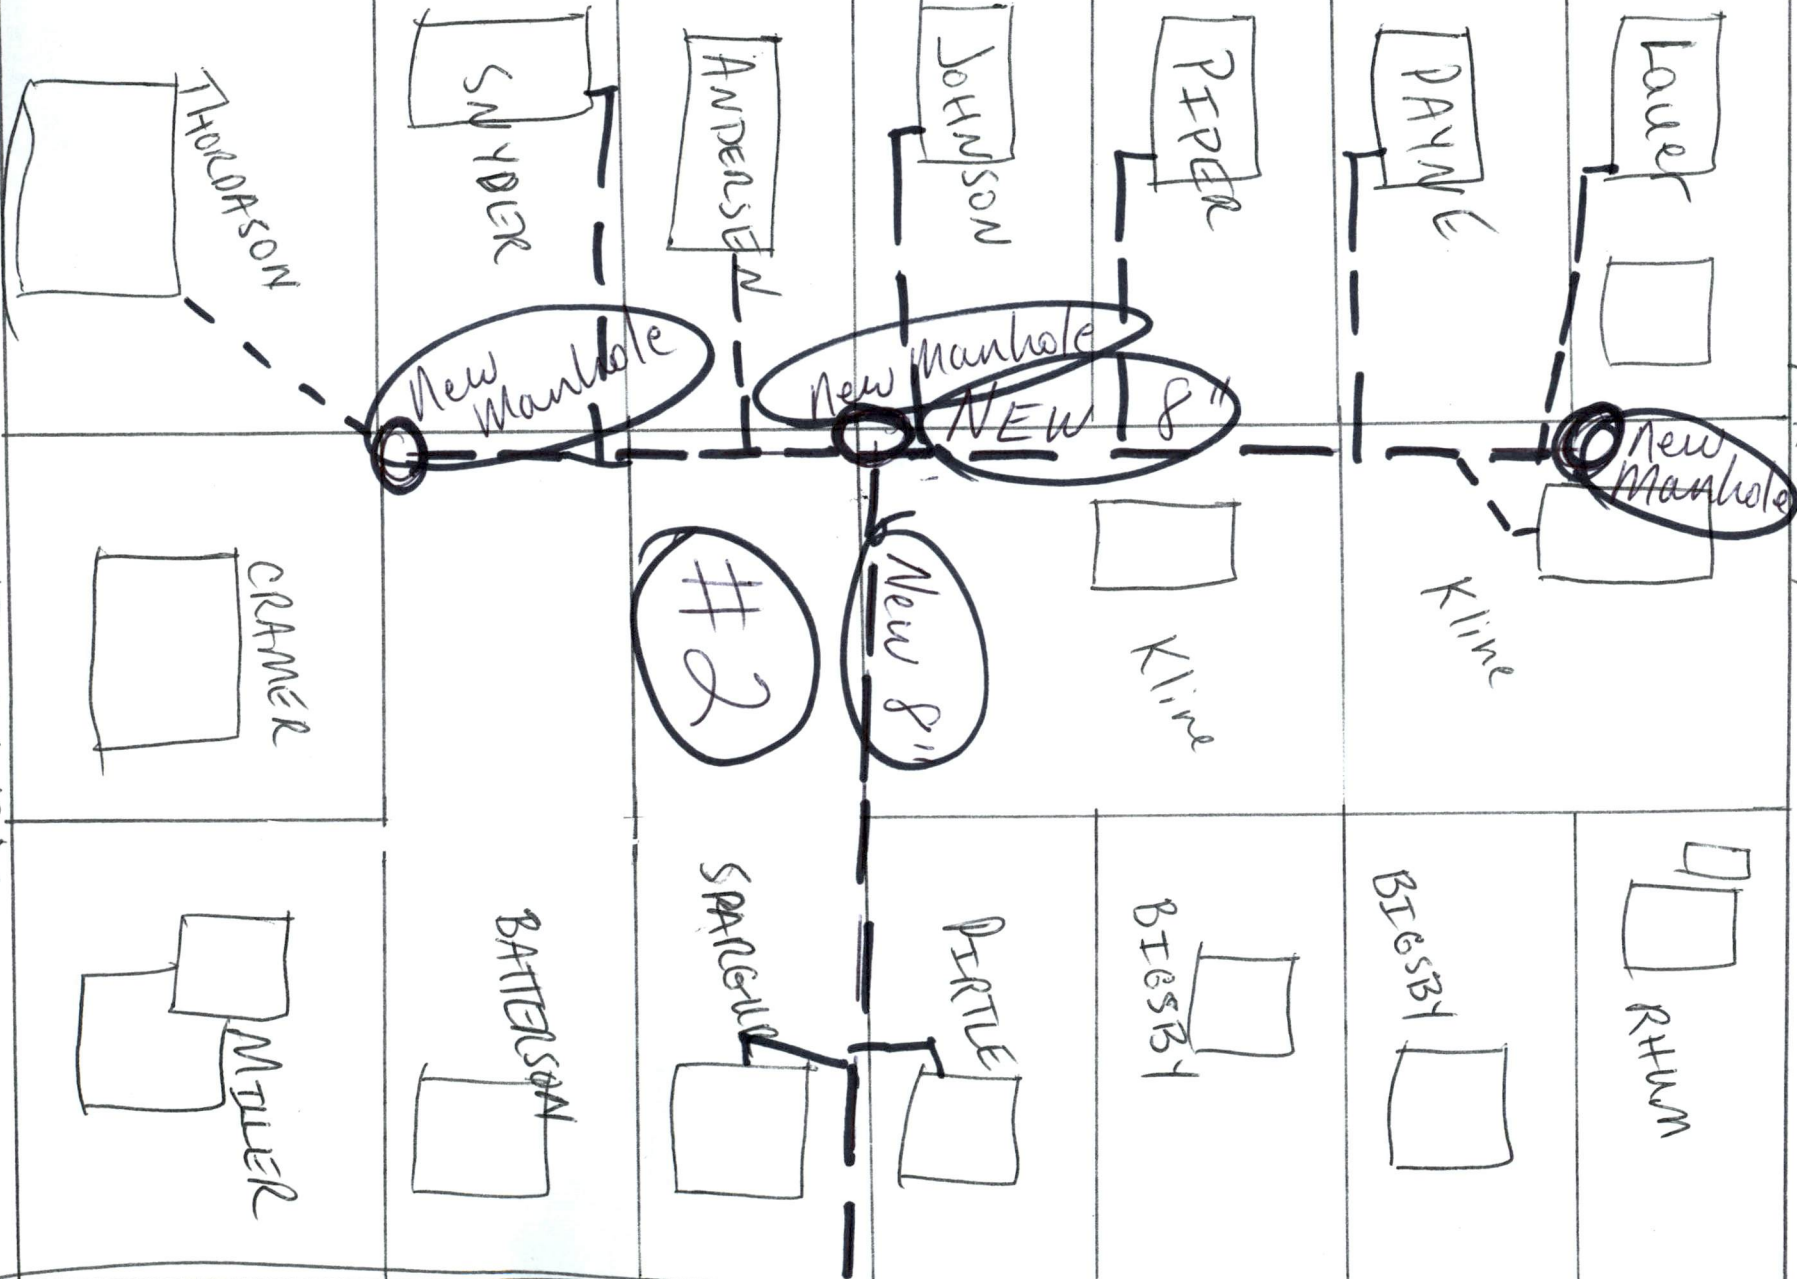 THORDASON
SNYDER
ANDERSEN
JOHNSON
PIPER
PAYNE
Lauer
New
Manhole
New Manhole
NEW 8"
New
Manhole
CRAMER
#2
New 8"
Kline
Kline
MILLER
BATTERSON
SPARGUR
PIRTLE
BIGSBY
BIGSBY
RHUM